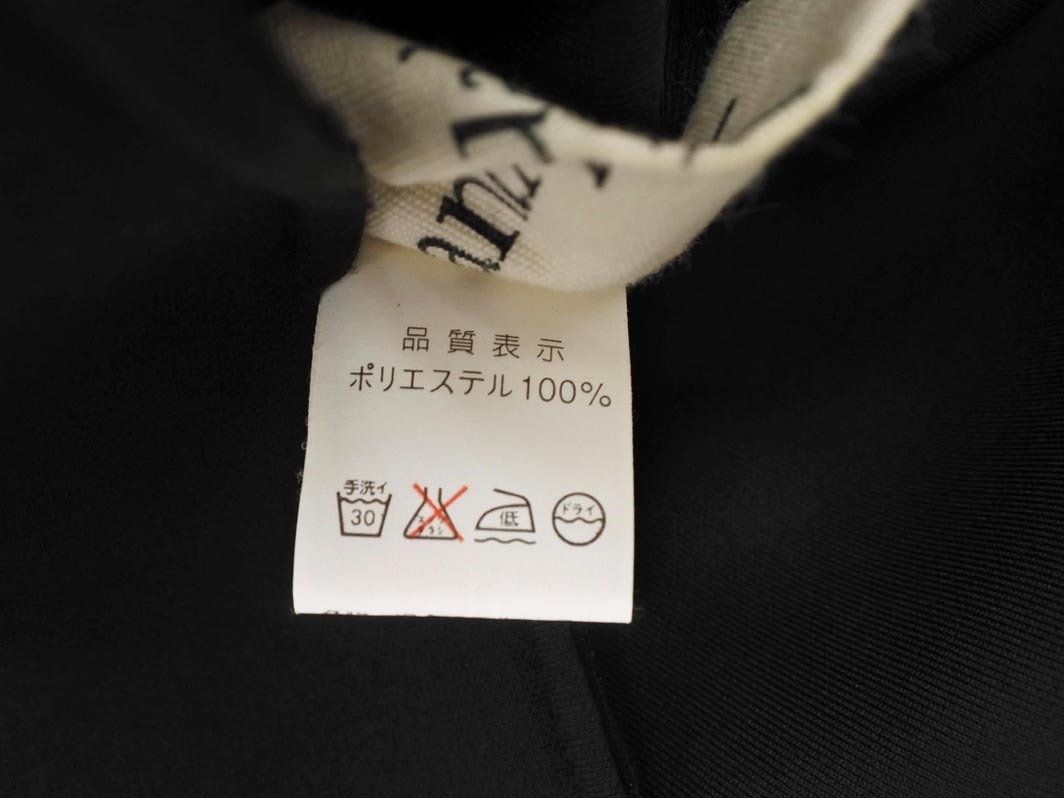 品質表示
ポリエステル100%
手洗イ
30
低
ドライ